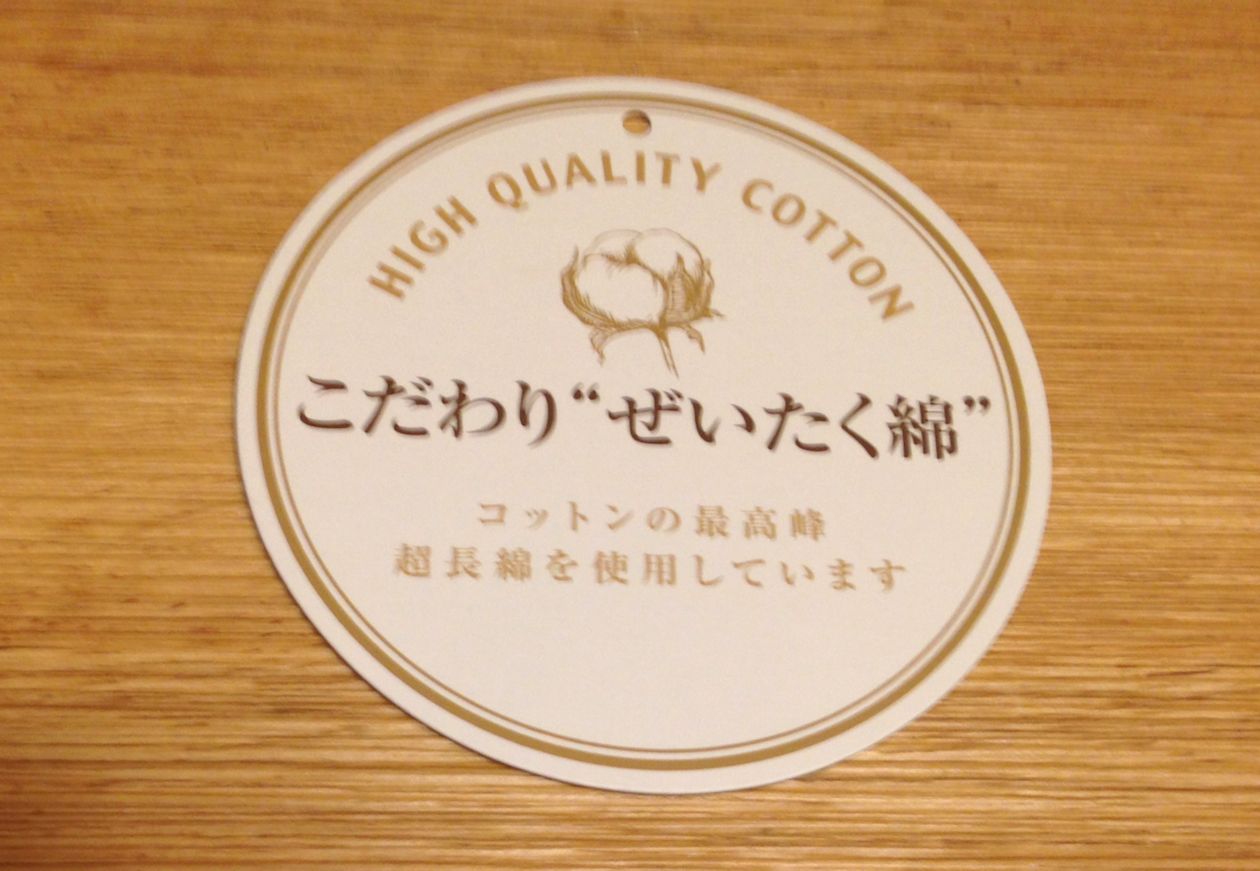 HIGH QUALITY COTTON
こだわり“ぜいたく綿”
コットンの最高峰
超長綿を使用しています